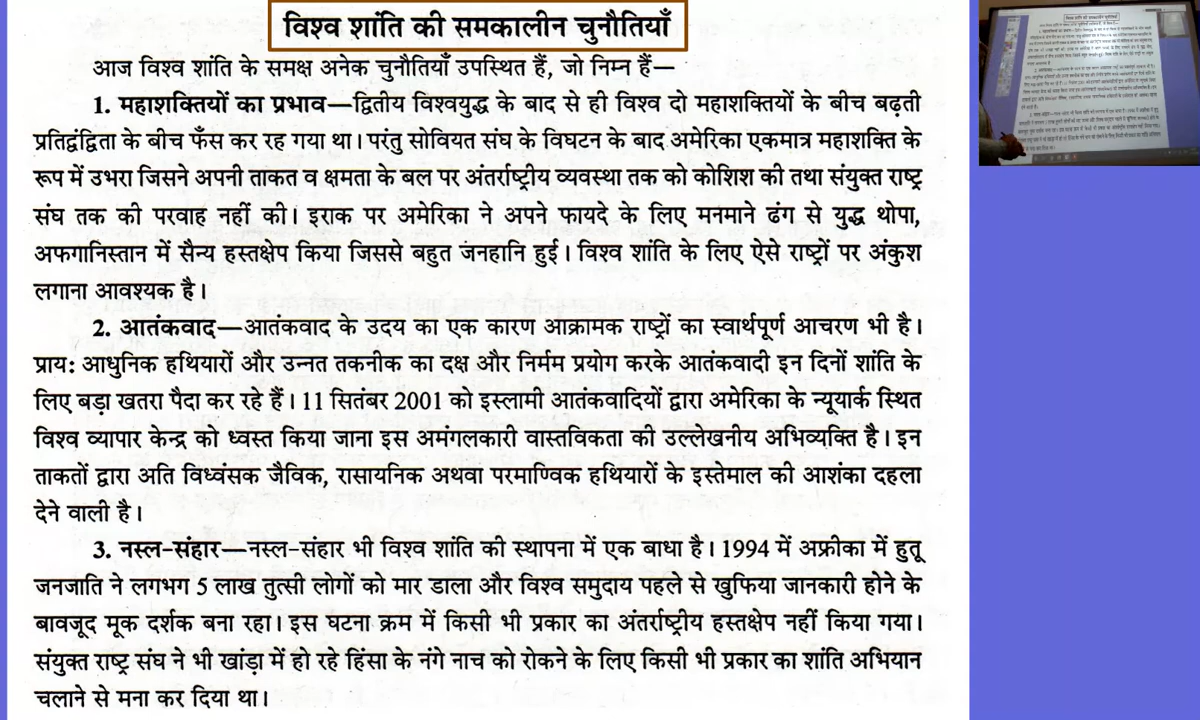 विश्व शांति की समकालीन चुनौतियाँ
आज विश्व शांति के समक्ष अनेक चुनौतियाँ उपस्थित हैं, जो निम्न हैं—
1. महाशक्तियों का प्रभाव—द्वितीय विश्वयुद्ध के बाद से ही विश्व दो महाशक्तियों के बीच बढ़ती
प्रतिद्वंद्विता के बीच फँस कर रह गया था। परंतु सोवियत संघ के विघटन के बाद अमेरिका एकमात्र महाशक्ति के
रूप में उभरा जिसने अपनी ताकत व क्षमता के बल पर अंतर्राष्ट्रीय व्यवस्था तक को कोशिश की तथा संयुक्त राष्ट्र
संघ तक की परवाह नहीं की। इराक पर अमेरिका ने अपने फायदे के लिए मनमाने ढंग से युद्ध थोपा,
अफगानिस्तान में सैन्य हस्तक्षेप किया जिससे बहुत जनहानि हुई। विश्व शांति के लिए ऐसे राष्ट्रों पर अंकुश
लगाना आवश्यक है।
2. आतंकवाद—आतंकवाद के उदय का एक कारण आक्रामक राष्ट्रों का स्वार्थपूर्ण आचरण भी है।
प्राय: आधुनिक हथियारों और उन्नत तकनीक का दक्ष और निर्मम प्रयोग करके आतंकवादी इन दिनों शांति के
लिए बड़ा खतरा पैदा कर रहे हैं। 11 सितंबर 2001 को इस्लामी आतंकवादियों द्वारा अमेरिका के न्यूयार्क स्थित
विश्व व्यापार केन्द्र को ध्वस्त किया जाना इस अमंगलकारी वास्तविकता की उल्लेखनीय अभिव्यक्ति है। इन
ताकतों द्वारा अति विध्वंसक जैविक, रासायनिक अथवा परमाण्विक हथियारों के इस्तेमाल की आशंका दहला
देने वाली है।
3. नस्ल-संहार—नस्ल-संहार भी विश्व शांति की स्थापना में एक बाधा है। 1994 में अफ्रीका में हुतू
जनजाति ने लगभग 5 लाख तुत्सी लोगों को मार डाला और विश्व समुदाय पहले से खुफिया जानकारी होने के
बावजूद मूक दर्शक बना रहा। इस घटना क्रम में किसी भी प्रकार का अंतर्राष्ट्रीय हस्तक्षेप नहीं किया गया।
संयुक्त राष्ट्र संघ ने भी खांड़ा में हो रहे हिंसा के नंगे नाच को रोकने के लिए किसी भी प्रकार का शांति अभियान
चलाने से मना कर दिया था।